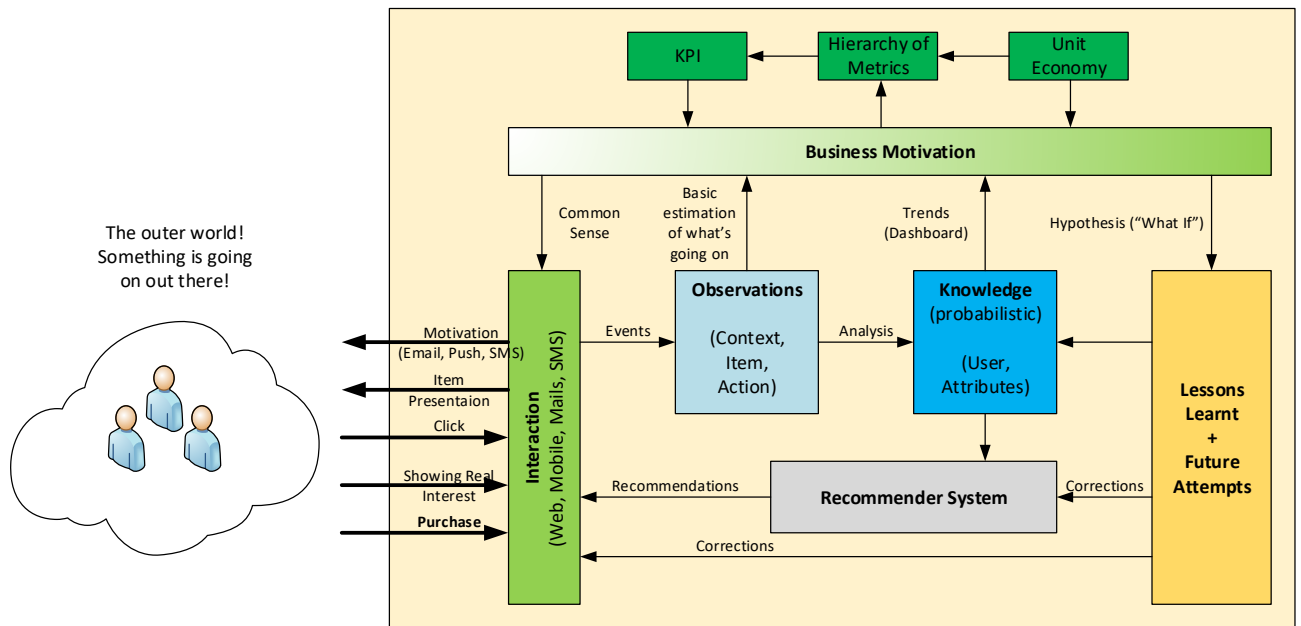 KPI
Hierarchy of
Metrics
Unit
Economy
Business Motivation
Common
Sense
Basic
estimation
of what's
going on
Trends
(Dashboard)
Hypothesis (“What If”)
The outer world!
Something is going
on out there!
Motivation
(Email, Push, SMS)
Item
Presentaion
Click
Showing Real
Interest
Purchase
Interaction
(Web, Mobile, Mails, SMS)
Events
Observations
(Context,
Item,
Action)
Analysis
Knowledge
(probabilistic)
(User,
Attributes)
Lessons
Learnt
+
Future
Attempts
Recommendations
Recommender System
Corrections
Corrections